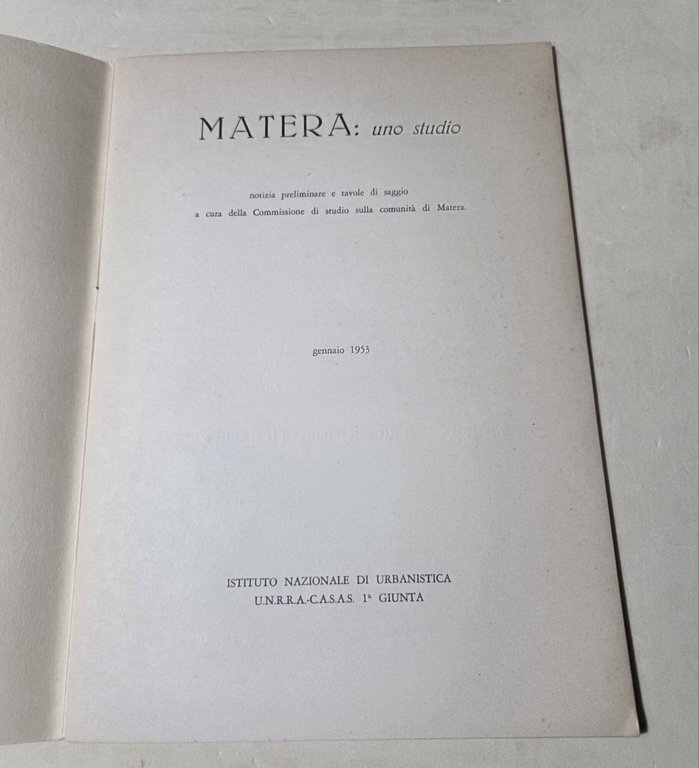 MATERA: uno studio
notizia preliminare e tavole di saggio
a cura della Commissione di studio sulla comunità di Matera.
gennaio 1953
ISTITUTO NAZIONALE DI URBANISTICA
U.N.R.R.A.-C.A.S.A.S. 1ª GIUNTA